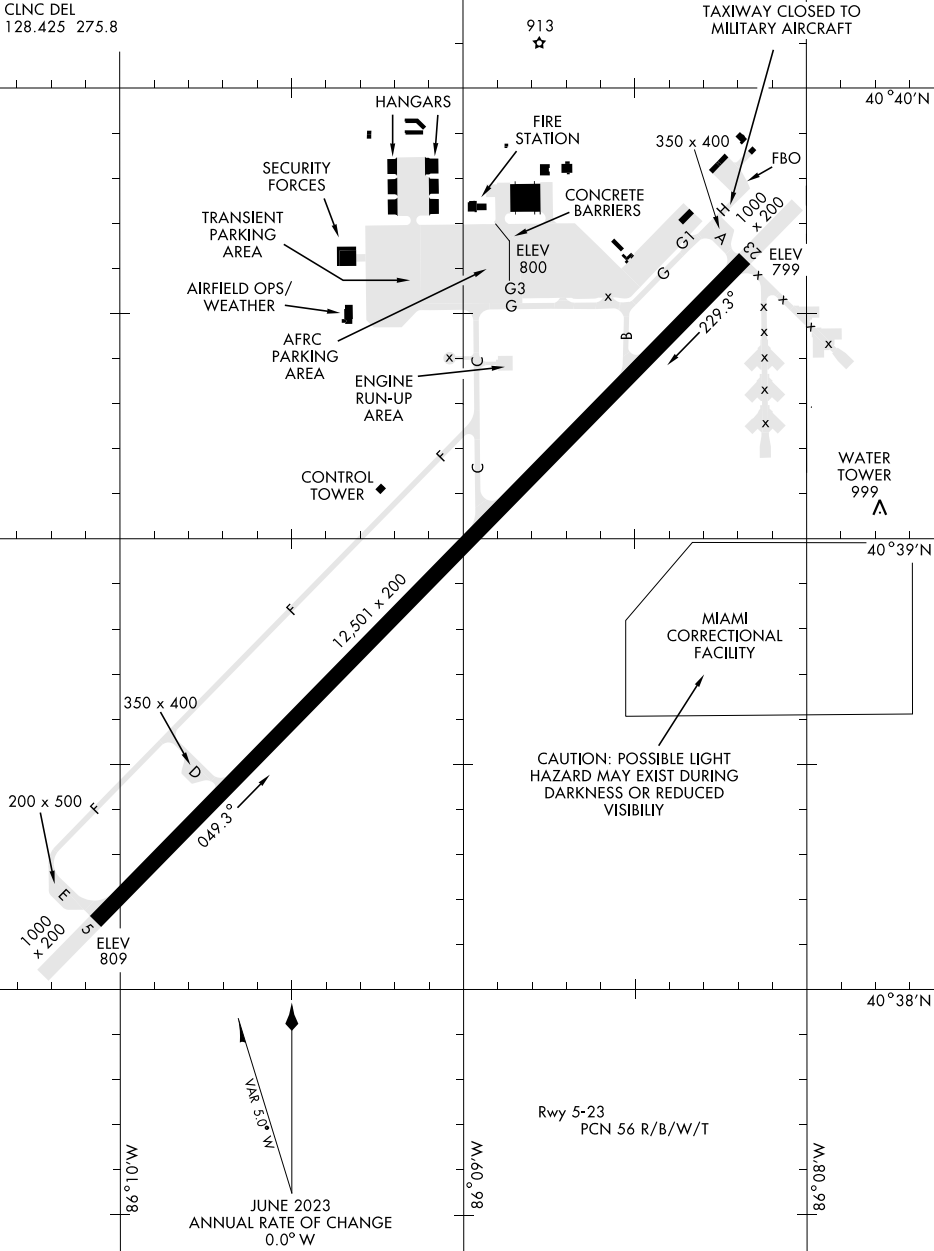 CLNC DEL
128.425 275.8
913
TAXIWAY CLOSED TO
MILITARY AIRCRAFT
40°40'N
HANGARS
FIRE
STATION
350 x 400
FBO
SECURITY
FORCES
CONCRETE
BARRIERS
H
1000
x 200
TRANSIENT
PARKING
AREA
A
G1
23
ELEV
800
ELEV
799
G
AIRFIELD OPS/
WEATHER
G3
G
x
x
x
x
x
x
x
x
x
x
x
229.3°
AFRC
PARKING
AREA
B
C
ENGINE
RUN-UP
AREA
F
C
CONTROL
TOWER
WATER
TOWER
999
40°39'N
12,501 x 200
F
MIAMI
CORRECTIONAL
FACILITY
350 x 400
D
CAUTION: POSSIBLE LIGHT
HAZARD MAY EXIST DURING
DARKNESS OR REDUCED
VISIBILIY
200 x 500
F
049.3°
E
1000
x 200
5
ELEV
809
40°38'N
VAR 5.0° W
Rwy 5-23
PCN 56 R/B/W/T
86°10'W
86°09'W
86°08'W
JUNE 2023
ANNUAL RATE OF CHANGE
0.0° W